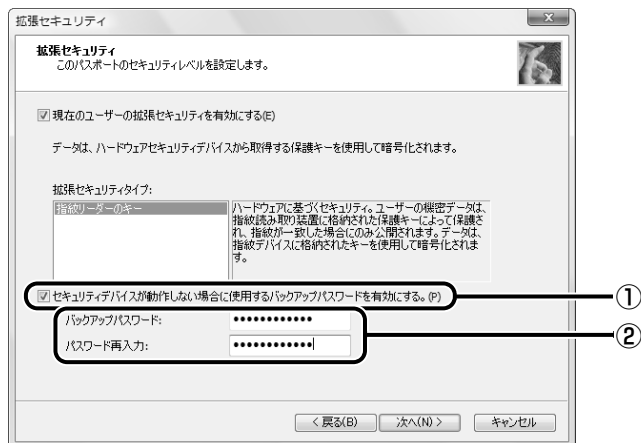 拡張セキュリティ
拡張セキュリティ
このパスポートのセキュリティレベルを設定します。
現在のユーザーの拡張セキュリティを有効にする(E)
データは、ハードウェアセキュリティデバイスから取得する保護キーを使用して暗号化されます。
拡張セキュリティタイプ:
指紋リーダーのキー
ハードウェアに基づくセキュリティ。ユーザーの機密データは、
指紋読み取り装置に格納された保護キーによって保護さ
れ、指紋が一致した場合にのみ公開されます。データは、
指紋デバイスに格納されたキーを使用して暗号化されま
す。
セキュリティデバイスが動作しない場合に使用するバックアップパスワードを有効にする。(P)
①
バックアップパスワード: ••••••••••••
②
パスワード再入力: ••••••••••••
< 戻る(B) 次へ(N) > キャンセル